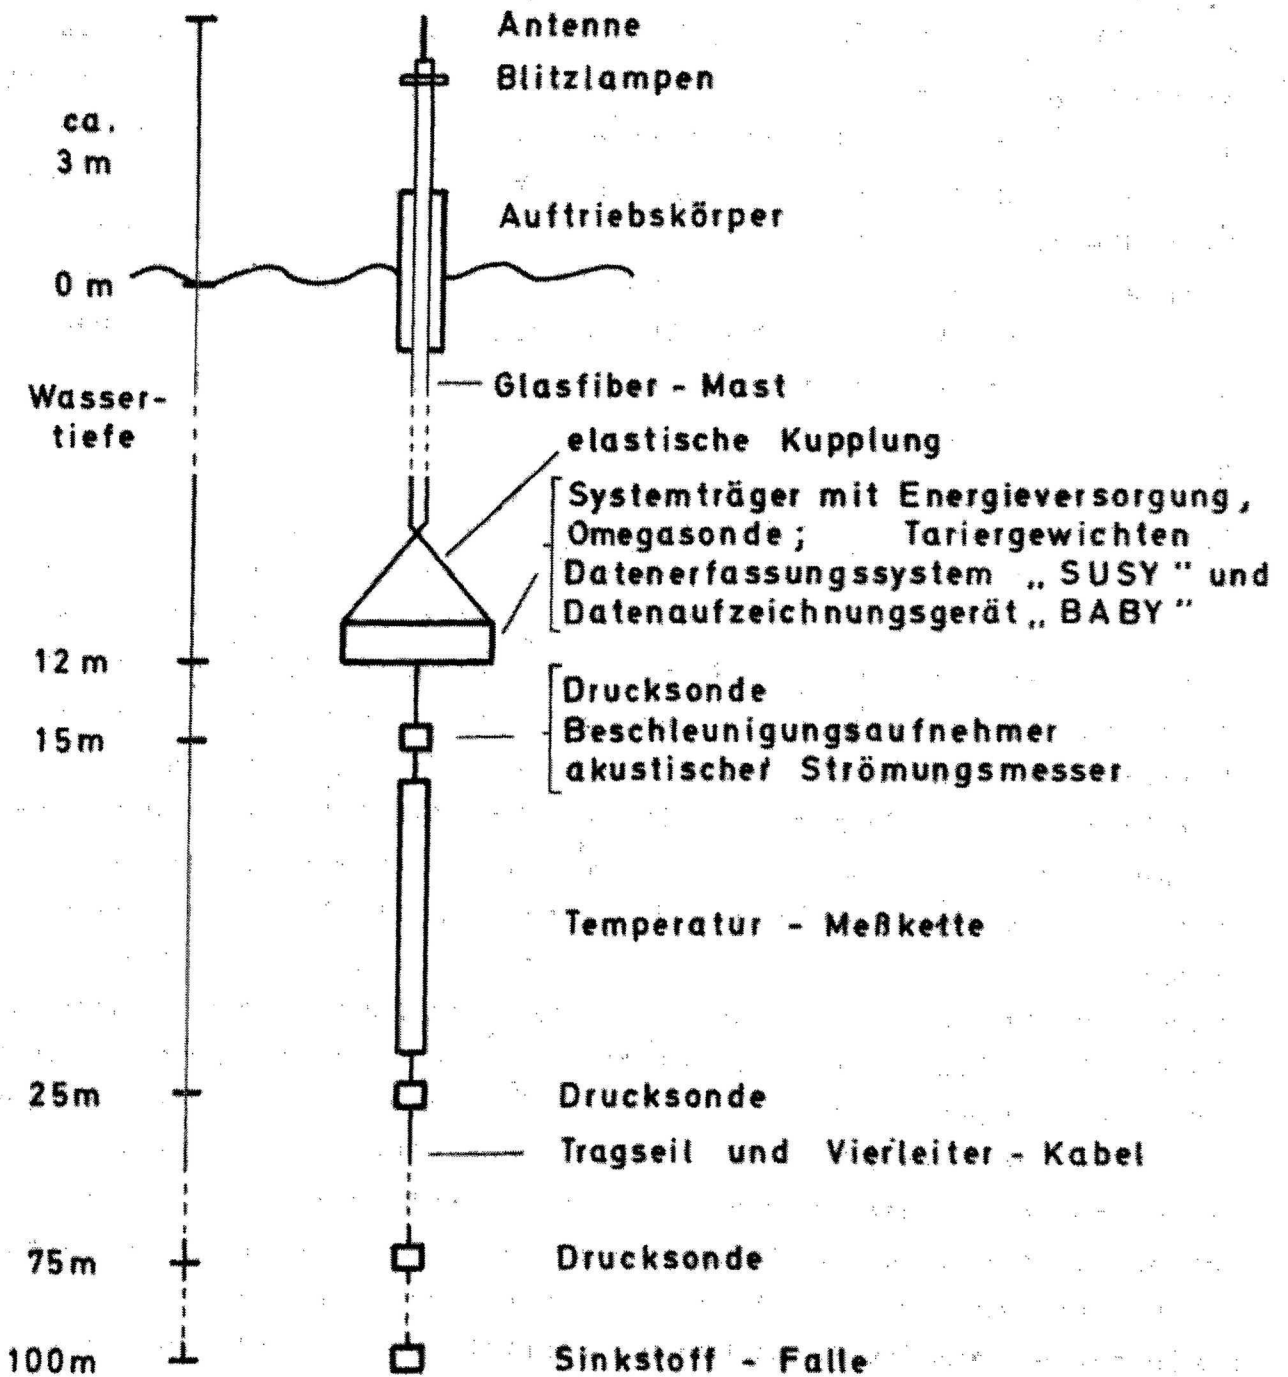 Antenne
Blitzlampen
ca.
3 m
Auftriebskörper
0 m
Glasfiber - Mast
Wasser-
tiefe
elastische Kupplung
Systemträger mit Energieversorgung,
Omegasonde; Tariergewichten
Datenerfassungssystem „SUSY" und
Datenaufzeichnungsgerät „BABY"
12 m
Drucksonde
15m
Beschleunigungsaufnehmer
akustischer Strömungsmesser
Temperatur - Meßkette
25m
Drucksonde
Tragseil und Vierleiter - Kabel
75m
Drucksonde
100m
Sinkstoff - Falle